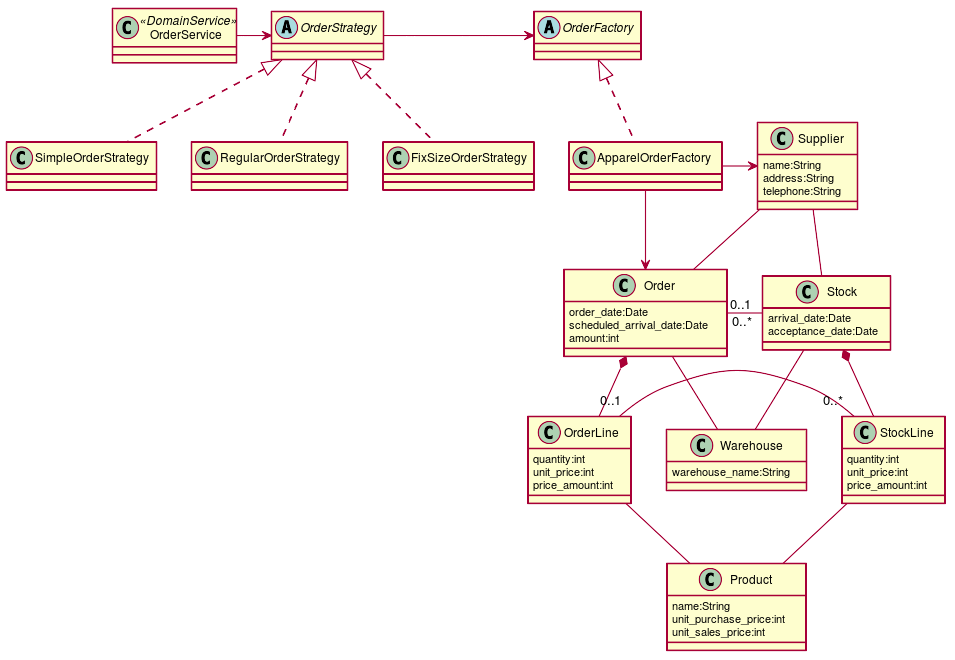 C
«DomainService»
OrderService
A
OrderStrategy
A
OrderFactory
C
SimpleOrderStrategy
C
RegularOrderStrategy
C
FixSizeOrderStrategy
C
ApparelOrderFactory
C
Supplier
name:String
address:String
telephone:String
C
Order
order_date:Date
scheduled_arrival_date:Date
amount:int
0..1
0..*
C
Stock
arrival_date:Date
acceptance_date:Date
0..1
0..*
C
OrderLine
quantity:int
unit_price:int
price_amount:int
C
Warehouse
warehouse_name:String
C
StockLine
quantity:int
unit_price:int
price_amount:int
C
Product
name:String
unit_purchase_price:int
unit_sales_price:int